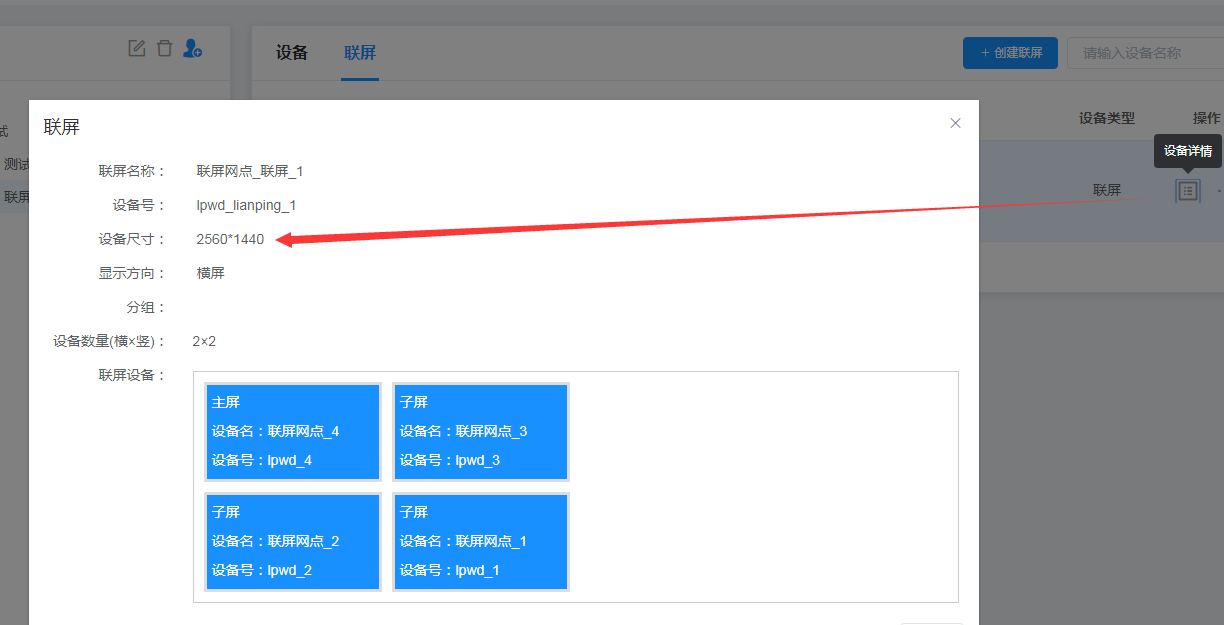 设备 联屏 + 创建联屏 请输入设备名称
设备类型 操作
试
测试
联屏
设备详情
联屏
联屏
联屏名称： 联屏网点_联屏_1
设备号： lpwd_lianping_1
设备尺寸： 2560*1440
显示方向： 横屏
分组：
设备数量(横×竖)： 2×2
联屏设备：
主屏
设备名：联屏网点_4
设备号：lpwd_4
子屏
设备名：联屏网点_3
设备号：lpwd_3
子屏
设备名：联屏网点_2
设备号：lpwd_2
子屏
设备名：联屏网点_1
设备号：lpwd_1